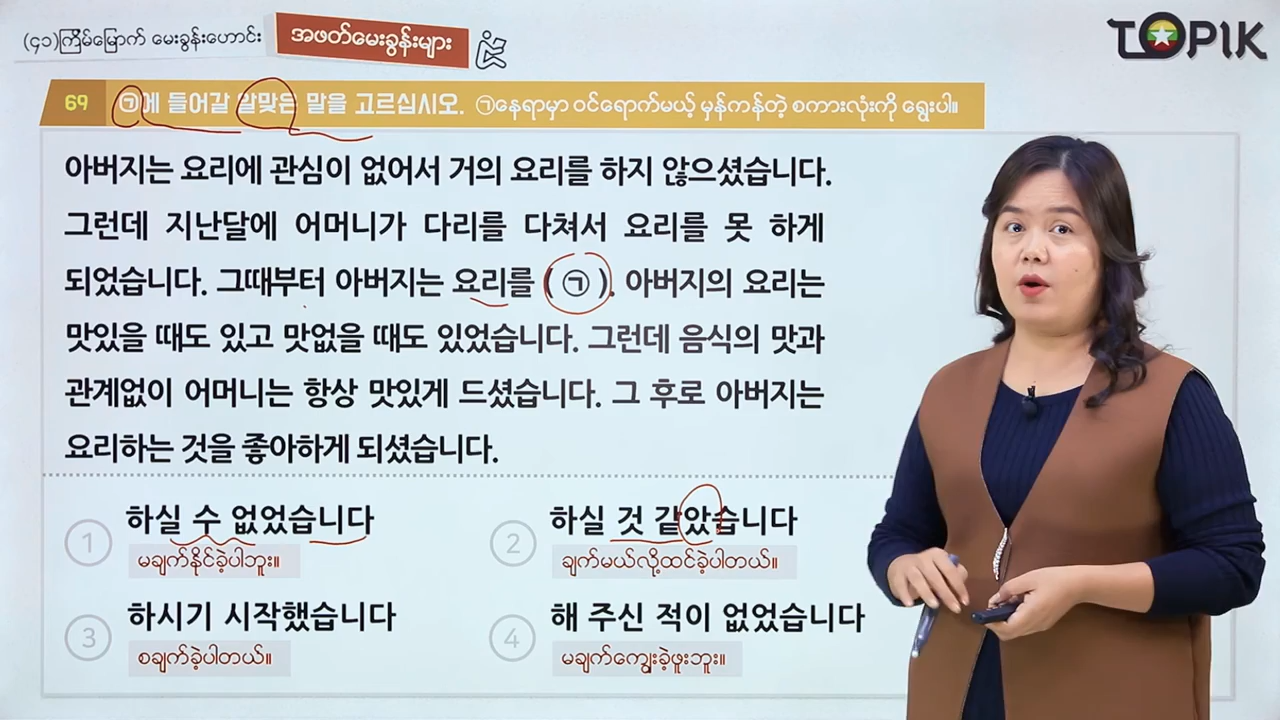 (၄၁)ကြိမ်မြောက် မေးခွန်းဟောင်း
အဖတ်မေးခွန်းများ
TOPIK
69 ㉠에 들어갈 알맞은 말을 고르십시오. ㉠နေရာမှာ ဝင်ရောက်မယ့် မှန်ကန်တဲ့ စကားလုံးကို ရွေးပါ။
아버지는 요리에 관심이 없어서 거의 요리를 하지 않으셨습니다.
그런데 지난달에 어머니가 다리를 다쳐서 요리를 못 하게
되었습니다. 그때부터 아버지는 요리를 ( ㉠ ). 아버지의 요리는
맛있을 때도 있고 맛없을 때도 있었습니다. 그런데 음식의 맛과
관계없이 어머니는 항상 맛있게 드셨습니다. 그 후로 아버지는
요리하는 것을 좋아하게 되셨습니다.
1 하실 수 없었습니다
မချက်နိုင်ခဲ့ပါဘူး။
2 하실 것 같았습니다
ချက်မယ်လို့ထင်ခဲ့ပါတယ်။
3 하시기 시작했습니다
စချက်ခဲ့ပါတယ်။
4 해 주신 적이 없었습니다
မချက်ကျွေးခဲ့ဖူးဘူး။